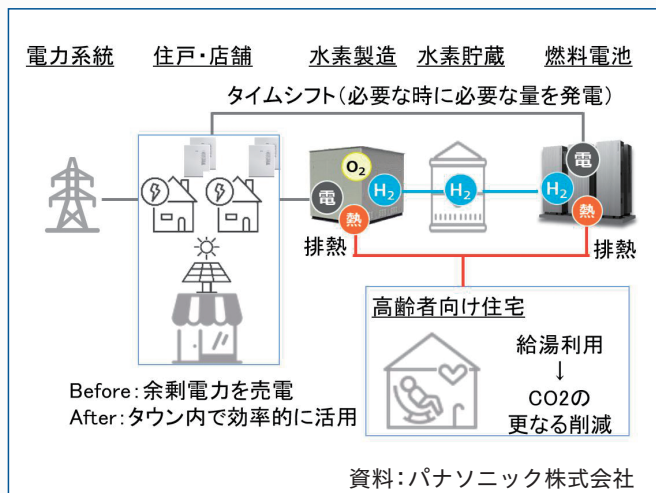 電力系統
住戸・店舗
水素製造
水素貯蔵
燃料電池
タイムシフト(必要な時に必要な量を発電)
O2
電
H2
熱
H2
電
H2
熱
排熱
排熱
高齢者向け住宅
給湯利用
↓
CO2の
更なる削減
Before:余剰電力を売電
After:タウン内で効率的に活用
資料:パナソニック株式会社